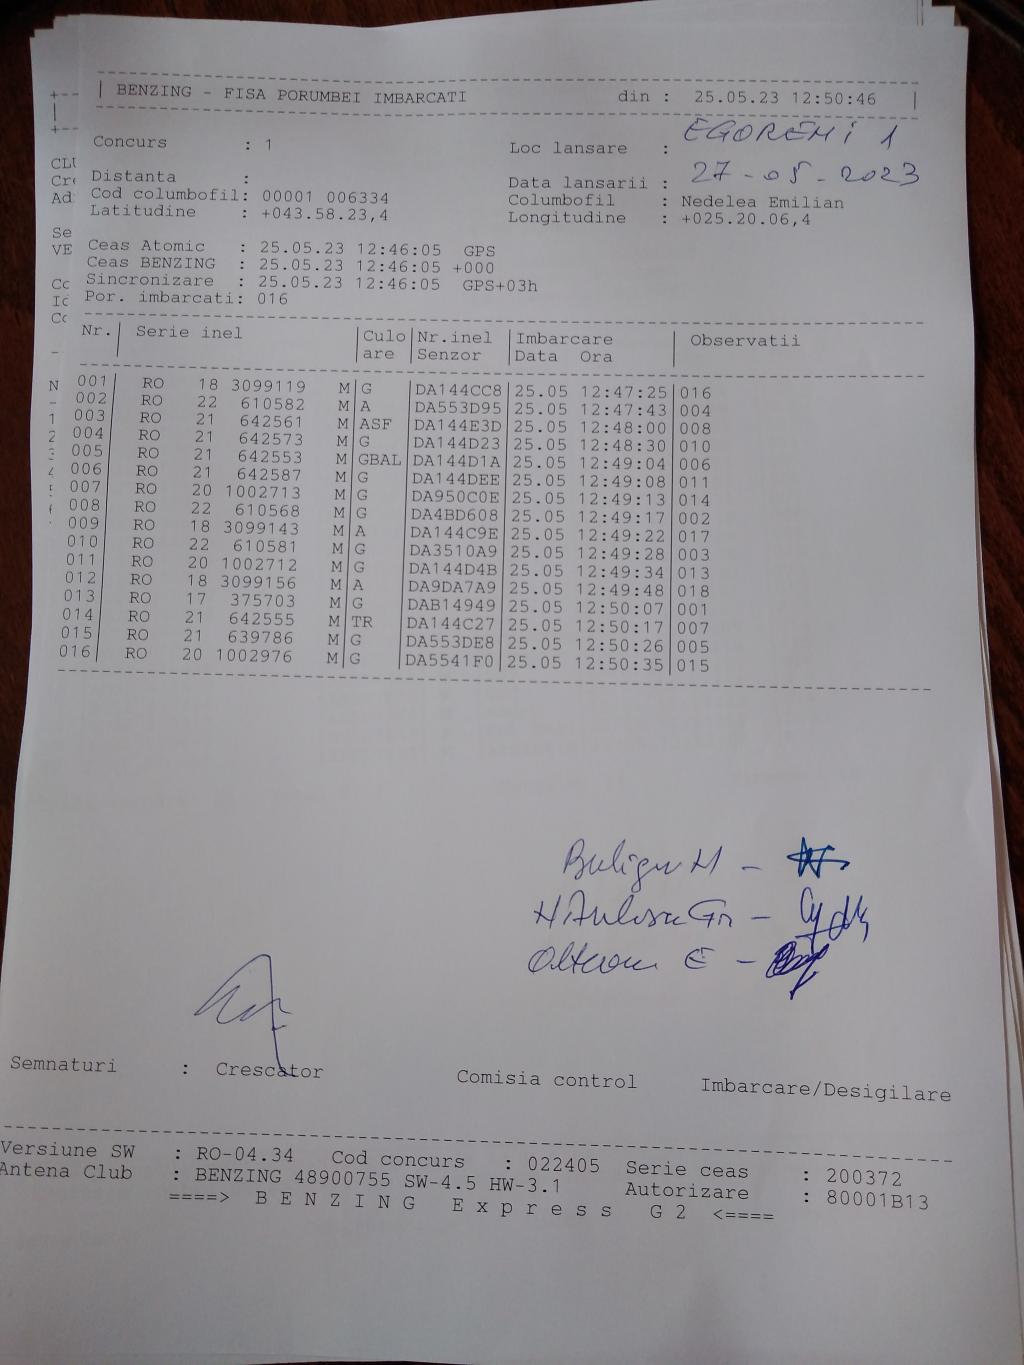 BENZING - FISA PORUMBEI IMBARCATI din : 25.05.23 12:50:46
Concurs : 1 Loc lansare : EGOREMI 1
Distanta : Data lansarii : 27-05-2023
Cod columbofil: 00001 006334 Columbofil : Nedelea Emilian
Latitudine : +043.58.23,4 Longitudine : +025.20.06,4
Ceas Atomic : 25.05.23 12:46:05 GPS
Ceas BENZING : 25.05.23 12:46:05 +000
Sincronizare : 25.05.23 12:46:05 GPS+03h
Por. imbarcati: 016
Nr. Serie inel Culo Nr.inel Imbarcare Observatii
are Senzor Data Ora
001 RO 18 3099119 M G DA144CC8 25.05 12:47:25 016
002 RO 22 610582 M A DA553D95 25.05 12:47:43 004
003 RO 21 642561 M ASF DA144E3D 25.05 12:48:00 008
004 RO 21 642573 M G DA144D23 25.05 12:48:30 010
005 RO 21 642553 M GBAL DA144D1A 25.05 12:49:04 006
006 RO 21 642587 M G DA144DEE 25.05 12:49:08 011
007 RO 20 1002713 M G DA950C0E 25.05 12:49:13 014
008 RO 22 610568 M G DA4BD608 25.05 12:49:17 002
009 RO 18 3099143 M A DA144C9E 25.05 12:49:22 017
010 RO 22 610581 M G DA3510A9 25.05 12:49:28 003
011 RO 20 1002712 M G DA144D4B 25.05 12:49:34 013
012 RO 18 3099156 M A DA9DA7A9 25.05 12:49:48 018
013 RO 17 375703 M G DAB14949 25.05 12:50:07 001
014 RO 21 642555 M TR DA144C27 25.05 12:50:17 007
015 RO 21 639786 M G DA553DE8 25.05 12:50:26 005
016 RO 20 1002976 M G DA5541F0 25.05 12:50:35 015
Semnaturi : Crescator Comisia control Imbarcare/Desigilare
Versiune SW : RO-04.34 Cod concurs : 022405 Serie ceas : 200372
Antena Club : BENZING 48900755 SW-4.5 HW-3.1 Autorizare : 80001B13
====> B E N Z I N G E x p r e s s G 2 <====